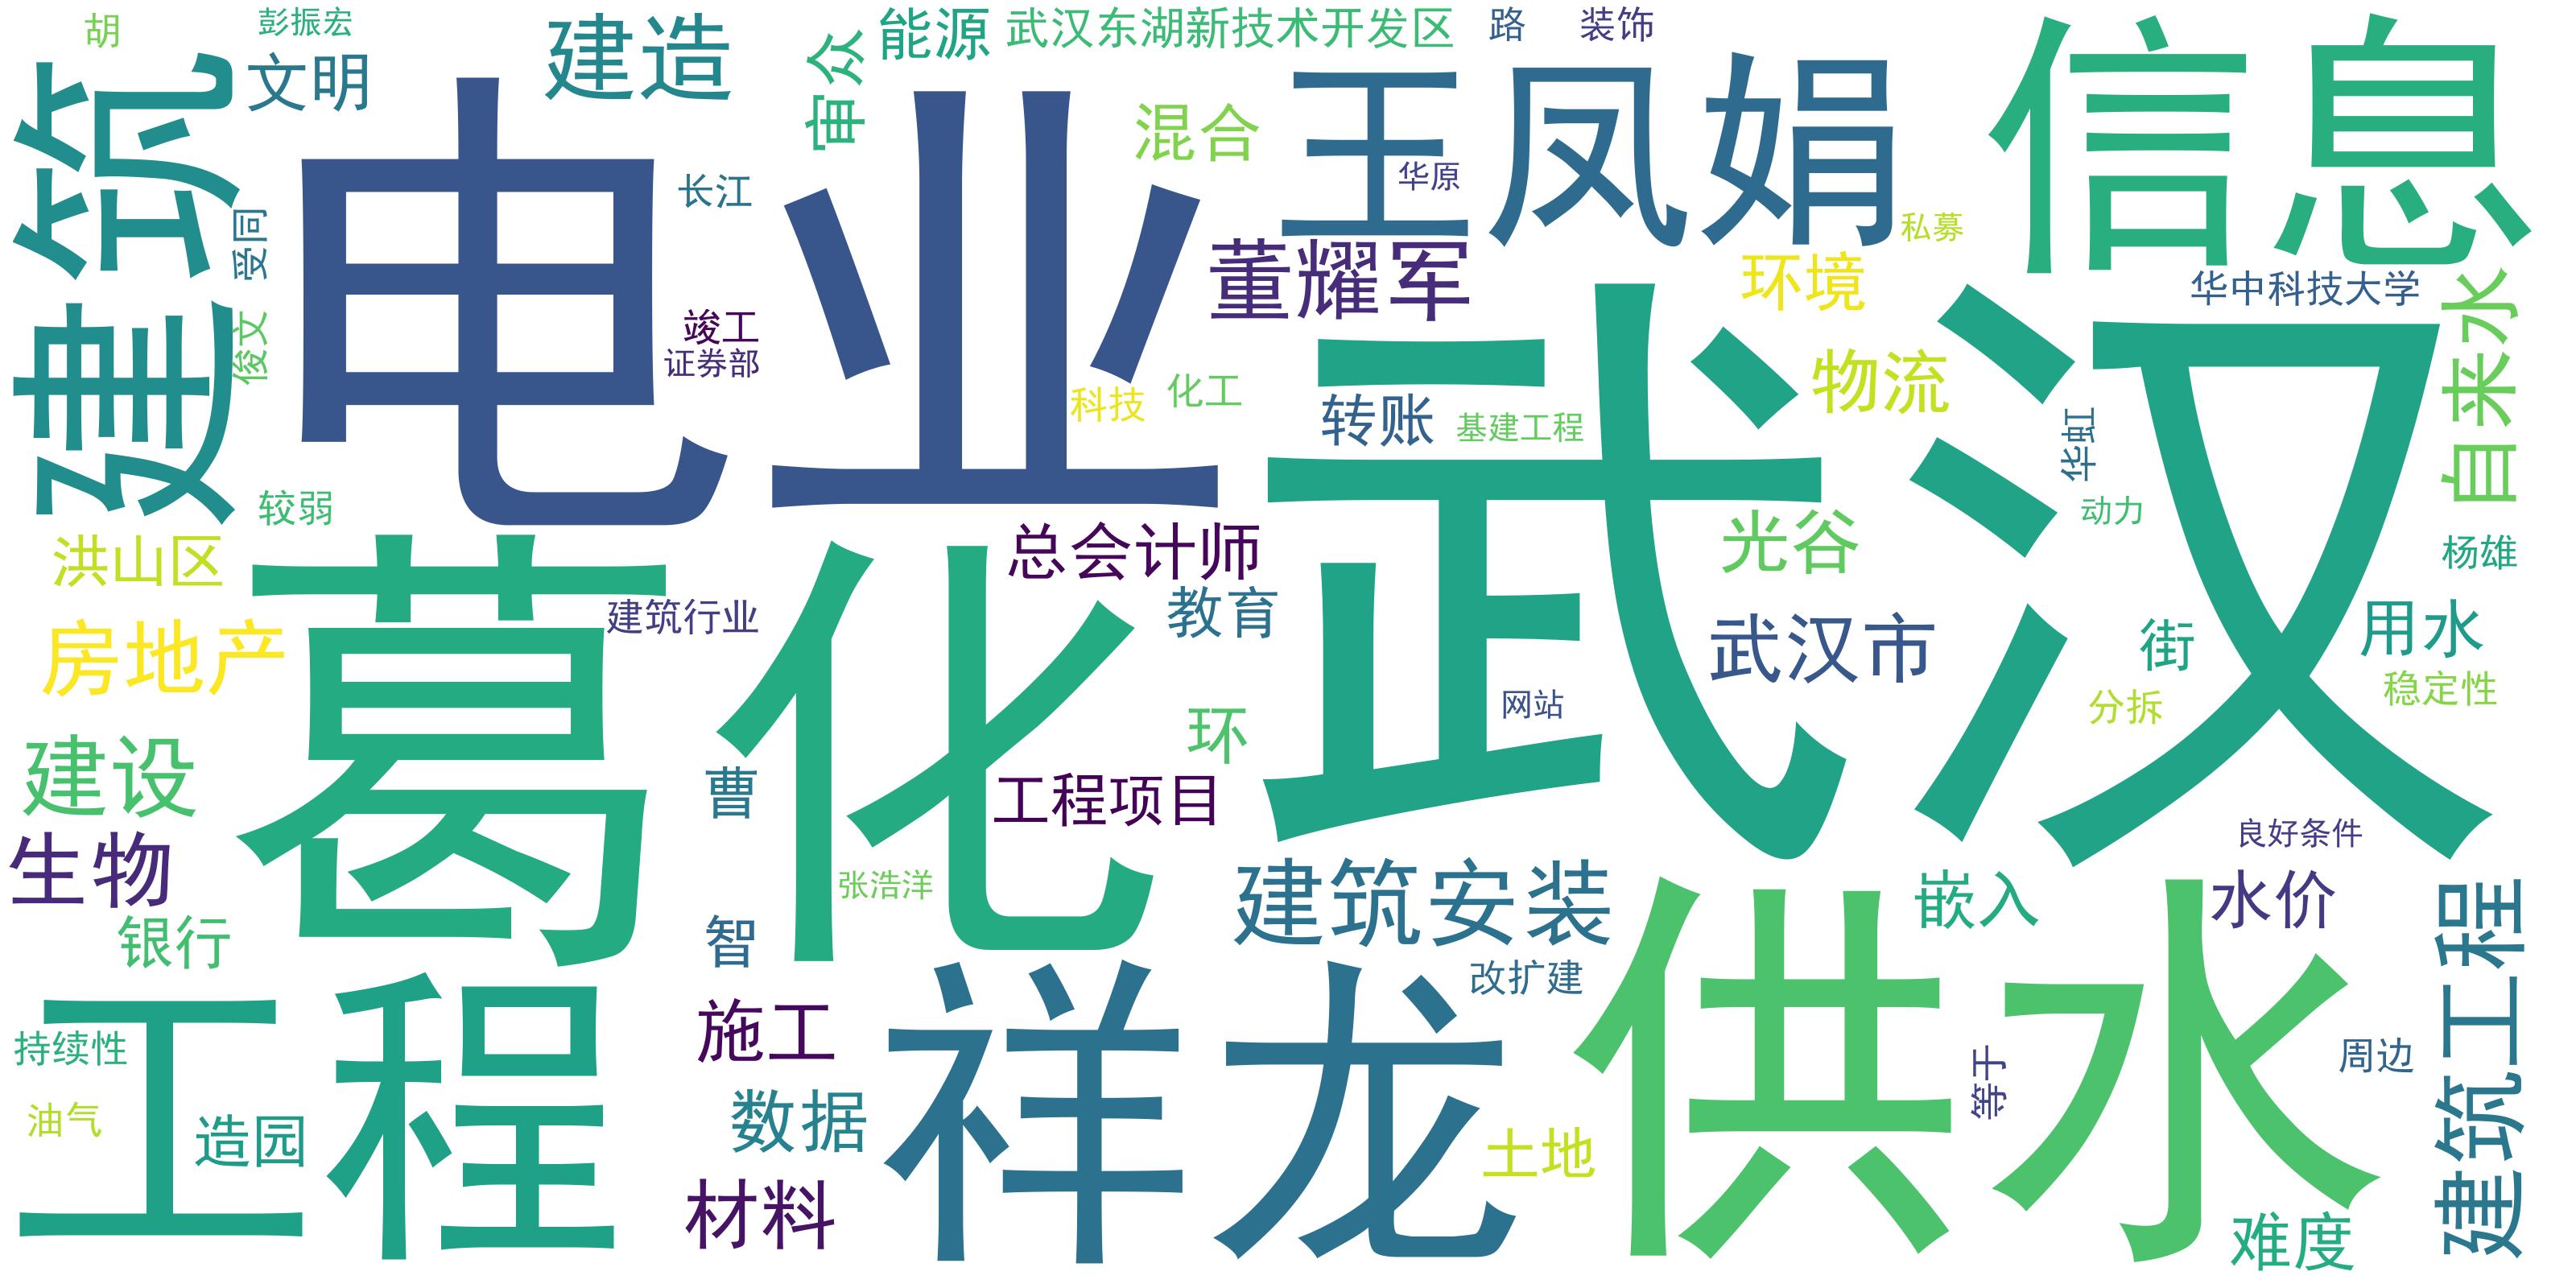 胡
彭振宏
建造
能源
武汉东湖新技术开发区
路
装饰
信息
建筑
文明
审众
混合
王凤娟
电业
长江
华原
私募
受同
董耀军
环境
华中科技大学
自来水
俊文
竣工
证券部
科技
化工
转账
基建工程
物流
武汉
华虹
动力
较弱
洪山区
总会计师
光谷
杨雄
葛化
建筑行业
教育
武汉市
街
用水
房地产
环
网站
分拆
稳定性
建设
曹
工程项目
良好条件
生物
张浩洋
建筑安装
嵌入
水价
银行
智
改扩建
供水
建筑工程
工程
持续性
施工
祥龙
等于
周边
油气
造园
数据
土地
材料
难度